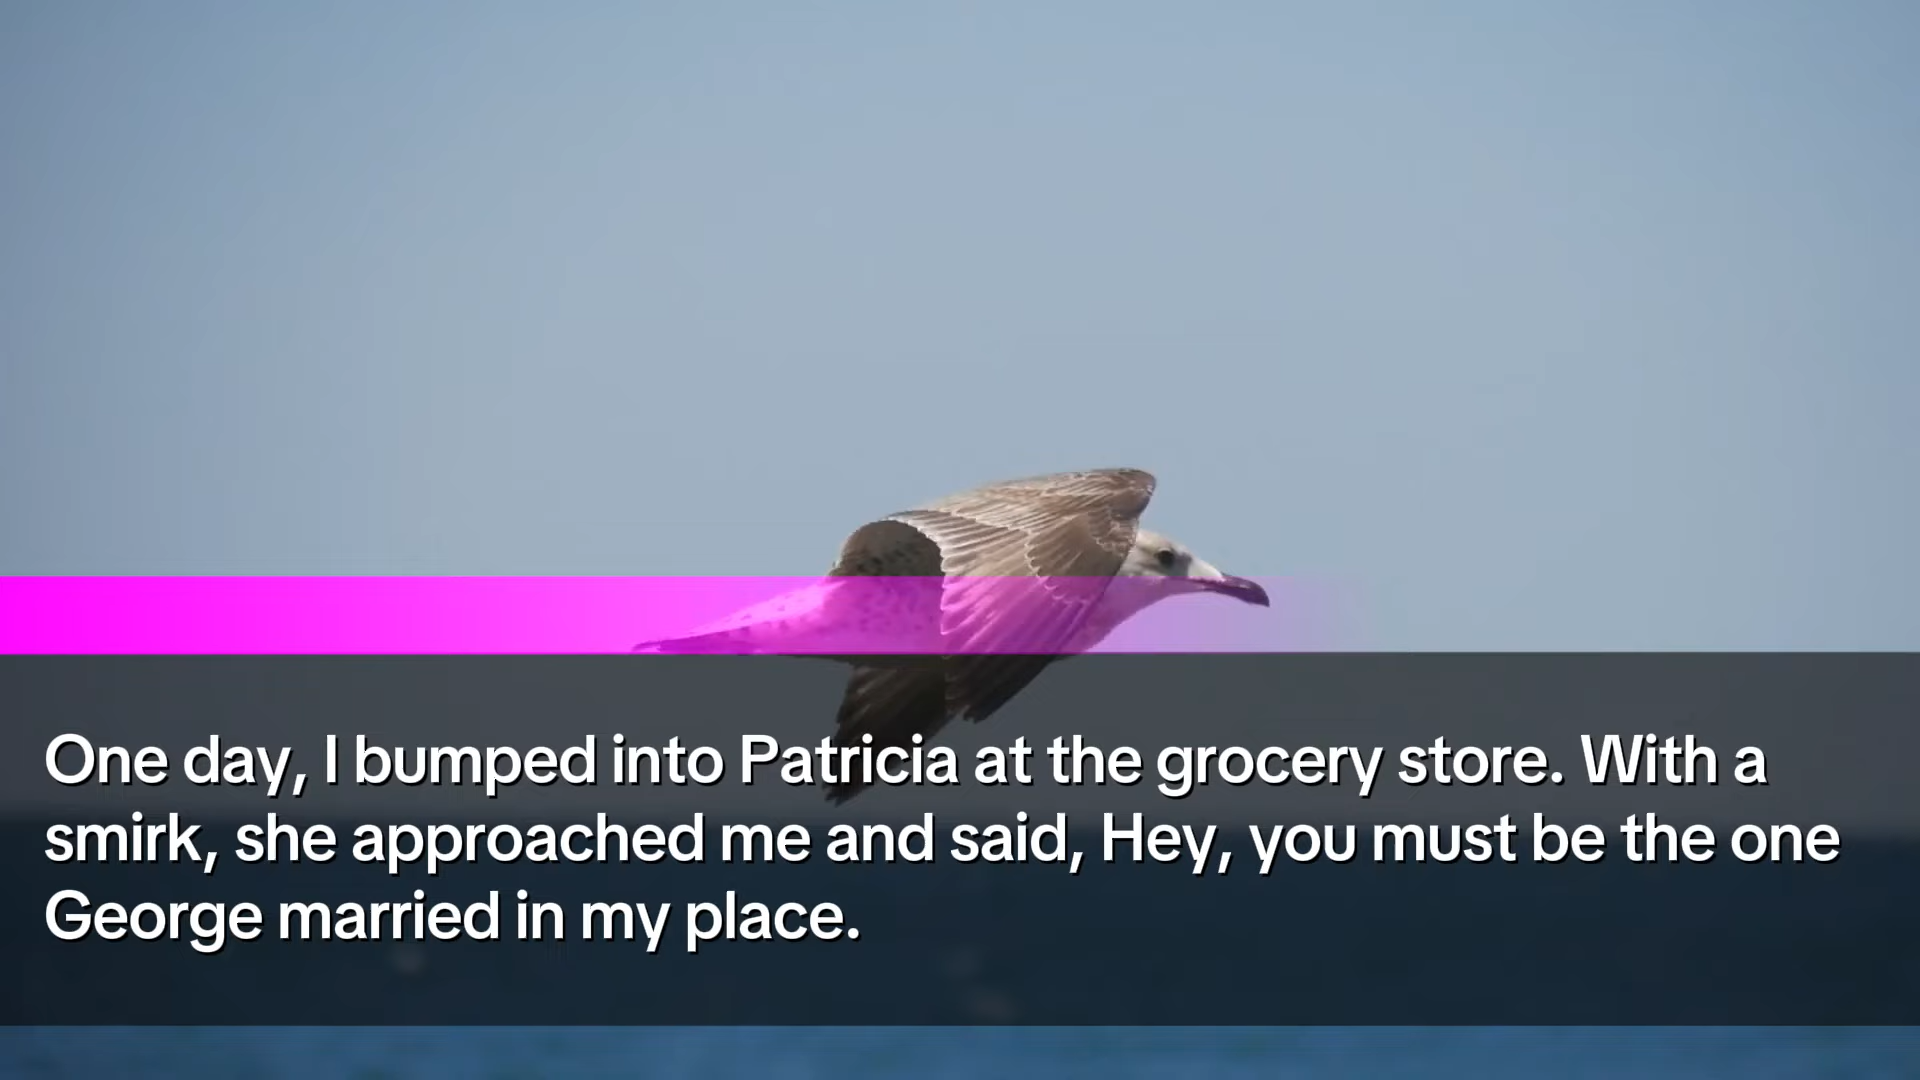 One day, I bumped into Patricia at the grocery store. With a
smirk, she approached me and said, Hey, you must be the one
George married in my place.